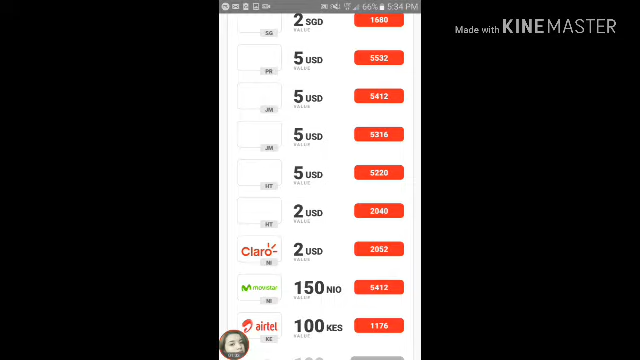 66% 5:34 PM
Made with KINEMASTER
2 SGD 1680
VALUE
SG
5 USD 5532
VALUE
PR
5 USD 5412
VALUE
JM
5 USD 5316
VALUE
JM
5 USD 5220
VALUE
HT
2 USD 2040
VALUE
HT
Claro 2 USD 2052
VALUE
NI
movistar 150 NIO 5412
VALUE
NI
airtel 100 KES 1176
VALUE
KE